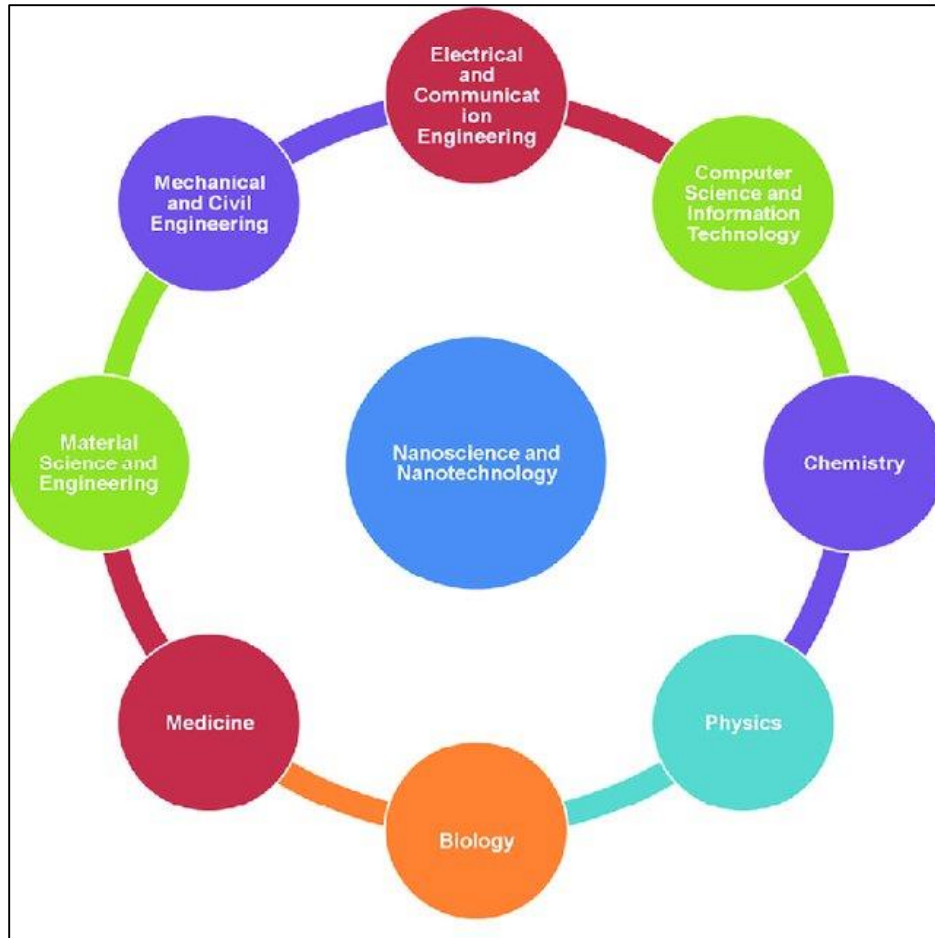 Electrical
and
Communicat
ion
Engineering
Mechanical
and Civil
Engineering
Computer
Science and
Information
Technology
Material
Science and
Engineering
Nanoscience and
Nanotechnology
Chemistry
Medicine
Physics
Biology